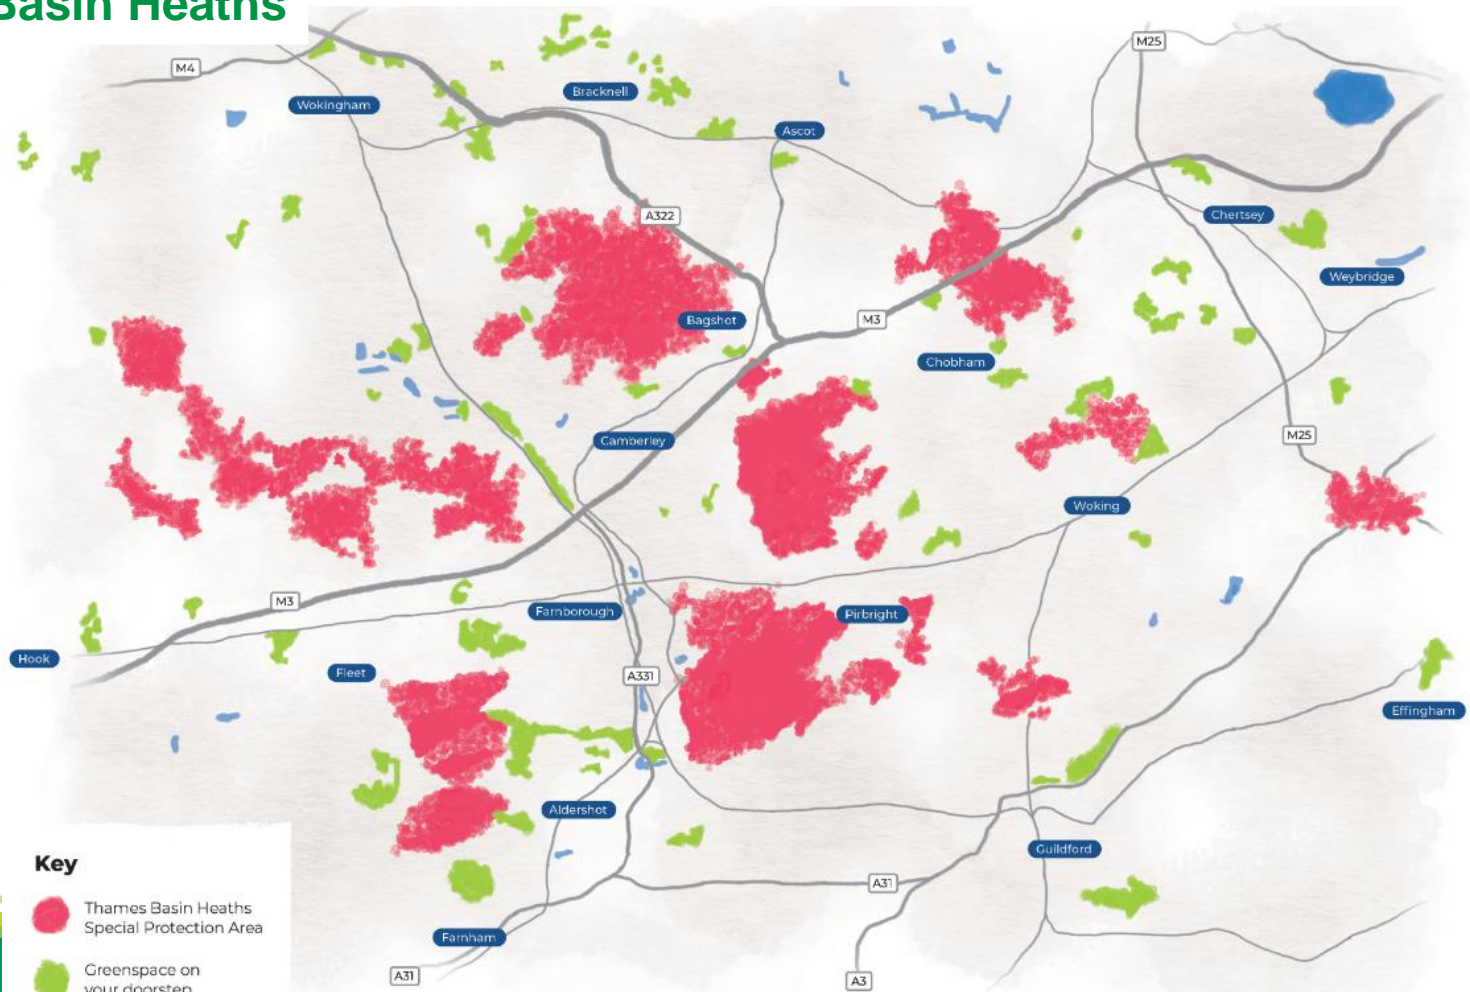 Basin Heaths
M25
M4
Bracknell
Wokingham
Ascot
A322
Chertsey
Weybridge
Bagshot
M3
Chobham
M25
Camberley
Woking
M3
Farnborough
Pirbright
Hook
Fleet
A331
Effingham
Aldershot
Guildford
A31
Farnham
A31
A3
Key
Thames Basin Heaths
Special Protection Area
Greenspace on
your doorstep